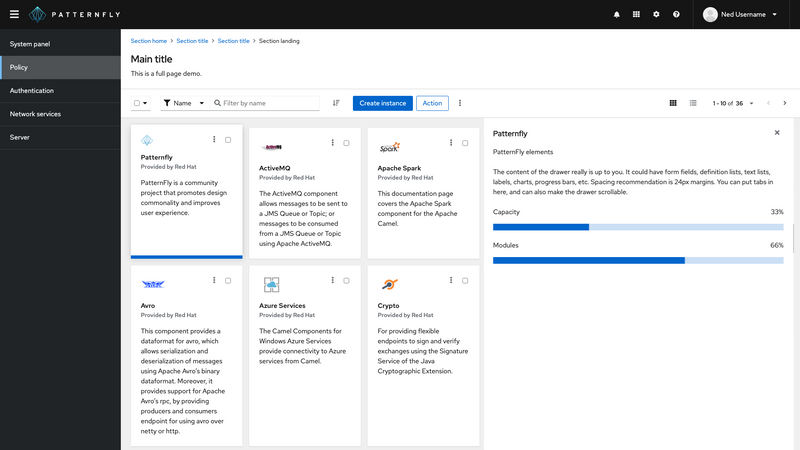 PATTERNFLY
Ned Username
System panel
Policy
Authentication
Network services
Server
Section home > Section title > Section title > Section landing
Main title
This is a full page demo.
Name
Filter by name
Create instance
Action
1 - 10 of 36
Patternfly
Provided by Red Hat
PatternFly is a community
project that promotes design
commonality and improves
user experience.
ActiveMQ
ActiveMQ
Provided by Red Hat
The ActiveMQ component
allows messages to be sent to
a JMS Queue or Topic; or
messages to be consumed
from a JMS Queue or Topic
using Apache ActiveMQ.
Spark
Apache Spark
Provided by Red Hat
This documentation page
covers the Apache Spark
component for the Apache
Camel.
Avro
Provided by Red Hat
This component provides a
dataformat for avro, which
allows serialization and
deserialization of messages
using Apache Avro's binary
dataformat. Moreover, it
provides support for Apache
Avro's rpc, by providing
producers and consumers
endpoint for using avro over
netty or http.
Azure Services
Provided by Red Hat
The Camel Components for
Windows Azure Services
provide connectivity to Azure
services from Camel.
Crypto
Provided by Red Hat
For providing flexible
endpoints to sign and verify
exchanges using the Signature
Service of the Java
Cryptographic Extension.
Patternfly
PatternFly elements
The content of the drawer really is up to you. It could have form fields, definition lists, text lists,
labels, charts, progress bars, etc. Spacing recommendation is 24px margins. You can put tabs in
here, and can also make the drawer scrollable.
Capacity 33%
Modules 66%